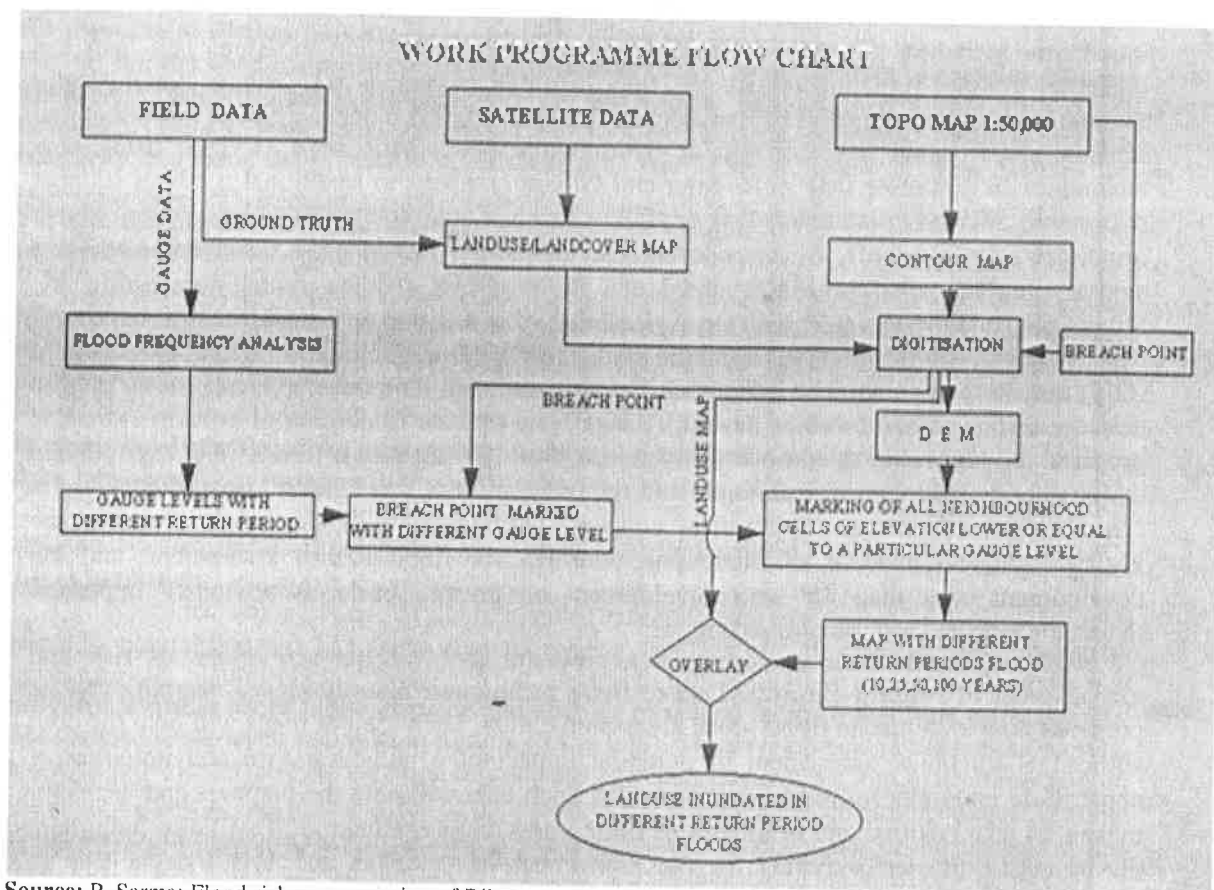 WORK PROGRAMME FLOW CHART
FIELD DATA
SATELLITE DATA
TOPO MAP 1:50,000
GAUGE DATA
GROUND TRUTH
LANDUSE/LANDCOVER MAP
CONTOUR MAP
FLOOD FREQUENCY ANALYSIS
DIGITISATION
BREACH POINT
BREACH POINT
LANDUSE MAP
D E M
GAUGE LEVELS WITH
DIFFERENT RETURN PERIOD
BREACH POINT MARKED
WITH DIFFERENT GAUGE LEVEL
MARKING OF ALL NEIGHBOURHOOD
CELLS OF ELEVATION LOWER OR EQUAL
TO A PARTICULAR GAUGE LEVEL
OVERLAY
MAP WITH DIFFERENT
RETURN PERIODS FLOOD
(10,25,50,100 YEARS)
LANDUSE INUNDATED IN
DIFFERENT RETURN PERIOD
FLOODS
Source: